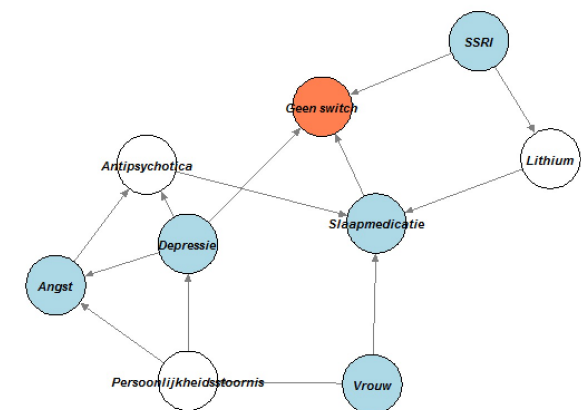 SSRI
Geen switch
Antipsychotica
Lithium
Slaapmedicatie
Depressie
Angst
Persoonlijkheidsstoornis
Vrouw